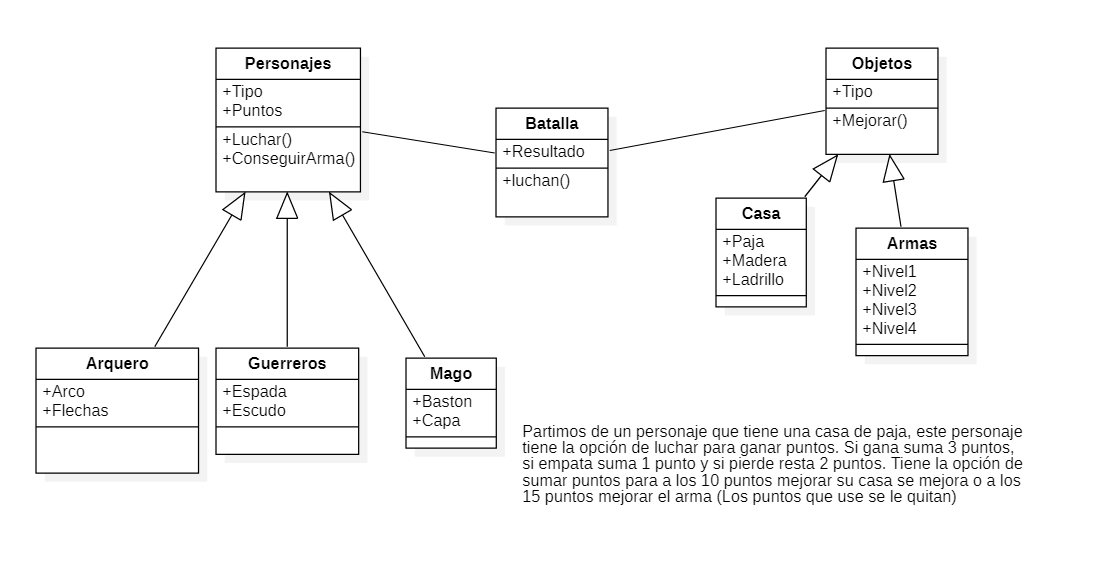 Personajes
+Tipo
+Puntos
+Luchar()
+ConseguirArma()
Batalla
+Resultado
+luchan()
Objetos
+Tipo
+Mejorar()
Casa
+Paja
+Madera
+Ladrillo
Armas
+Nivel1
+Nivel2
+Nivel3
+Nivel4
Arquero
+Arco
+Flechas
Guerreros
+Espada
+Escudo
Mago
+Baston
+Capa
Partimos de un personaje que tiene una casa de paja, este personaje
tiene la opción de luchar para ganar puntos. Si gana suma 3 puntos,
si empata suma 1 punto y si pierde resta 2 puntos. Tiene la opción de
sumar puntos para a los 10 puntos mejorar su casa se mejora o a los
15 puntos mejorar el arma (Los puntos que use se le quitan)